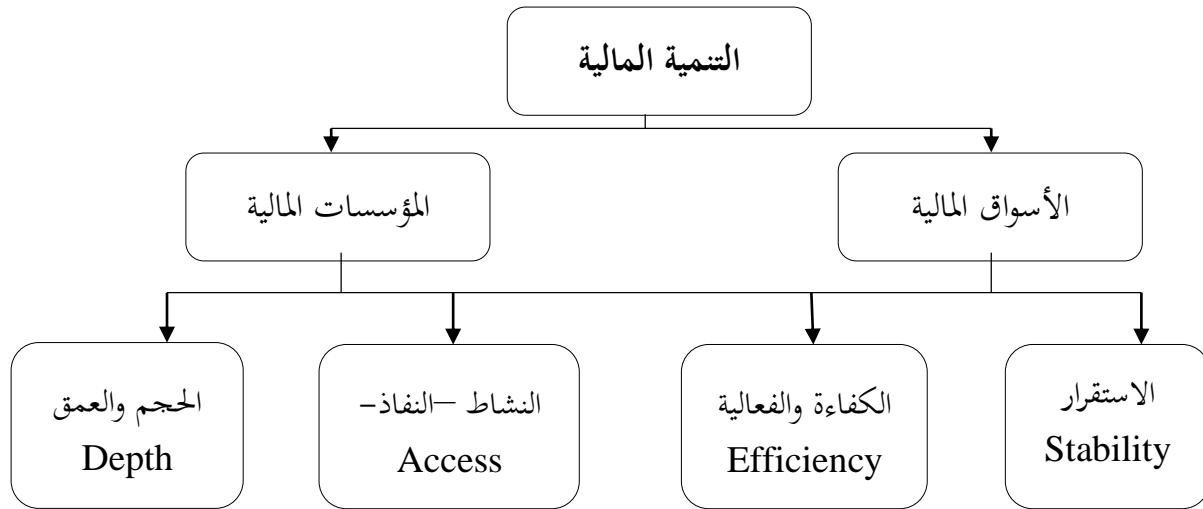 التنمية المالية
الأسواق المالية
المؤسسات المالية
الاستقرار
Stability
الكفاءة والفعالية
Efficiency
النشاط –النفاذ-
Access
الحجم والعمق
Depth